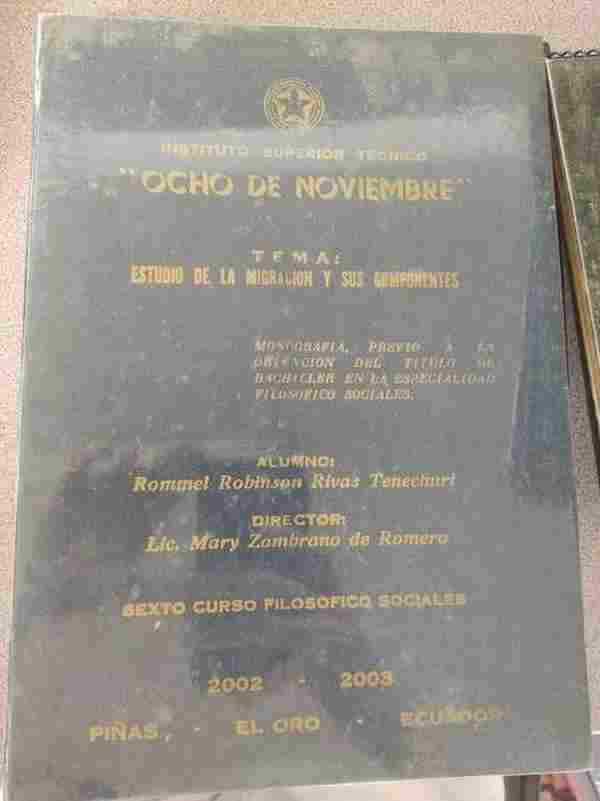 INSTITUTO SUPERIOR TECNICO
"OCHO DE NOVIEMBRE"
TEMA:
ESTUDIO DE LA MIGRACION Y SUS COMPONENTES
MONOGRAFIA, PREVIO A LA
OBTENCION DEL TITULO DE
BACHILLER EN LA ESPECIALIDAD
FILOSOFICO SOCIALES.
ALUMNO:
Rommel Robinson Rivas Tenechuri
DIRECTOR:
Lic. Mary Zambrano de Romero
SEXTO CURSO FILOSOFICO SOCIALES
2002 - 2003
PIÑAS, - EL ORO - ECUADOR